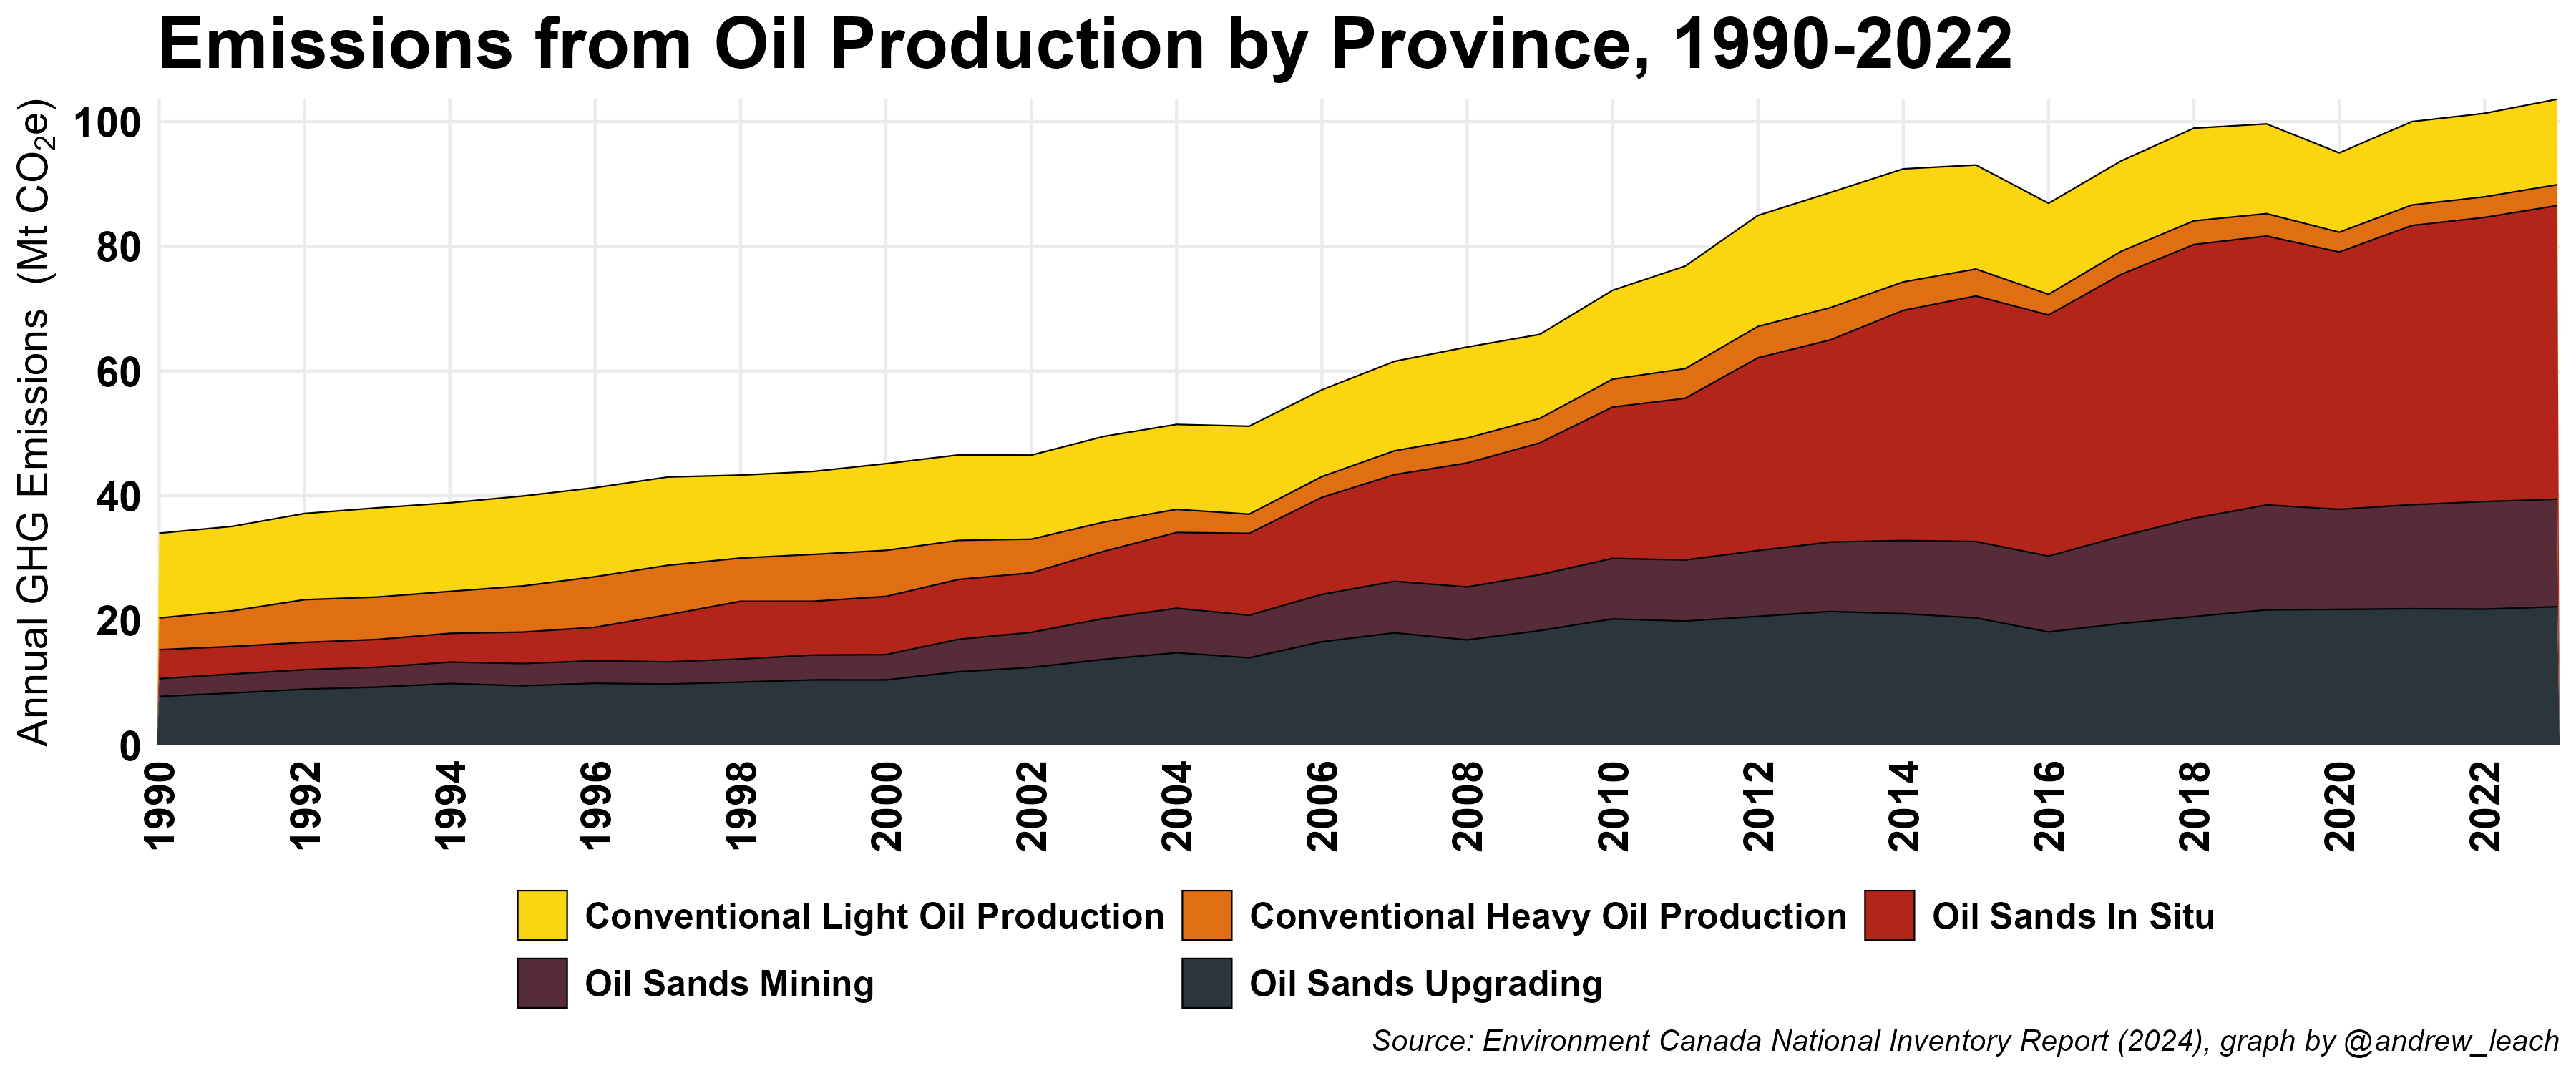 Emissions from Oil Production by Province, 1990-2022
Annual GHG Emissions (Mt CO₂e)
100
80
60
40
20
0
1990 1992 1994 1996 1998 2000 2002 2004 2006 2008 2010 2012 2014 2016 2018 2020 2022
Conventional Light Oil Production Conventional Heavy Oil Production Oil Sands In Situ
Oil Sands Mining Oil Sands Upgrading
Source: Environment Canada National Inventory Report (2024), graph by @andrew_leach